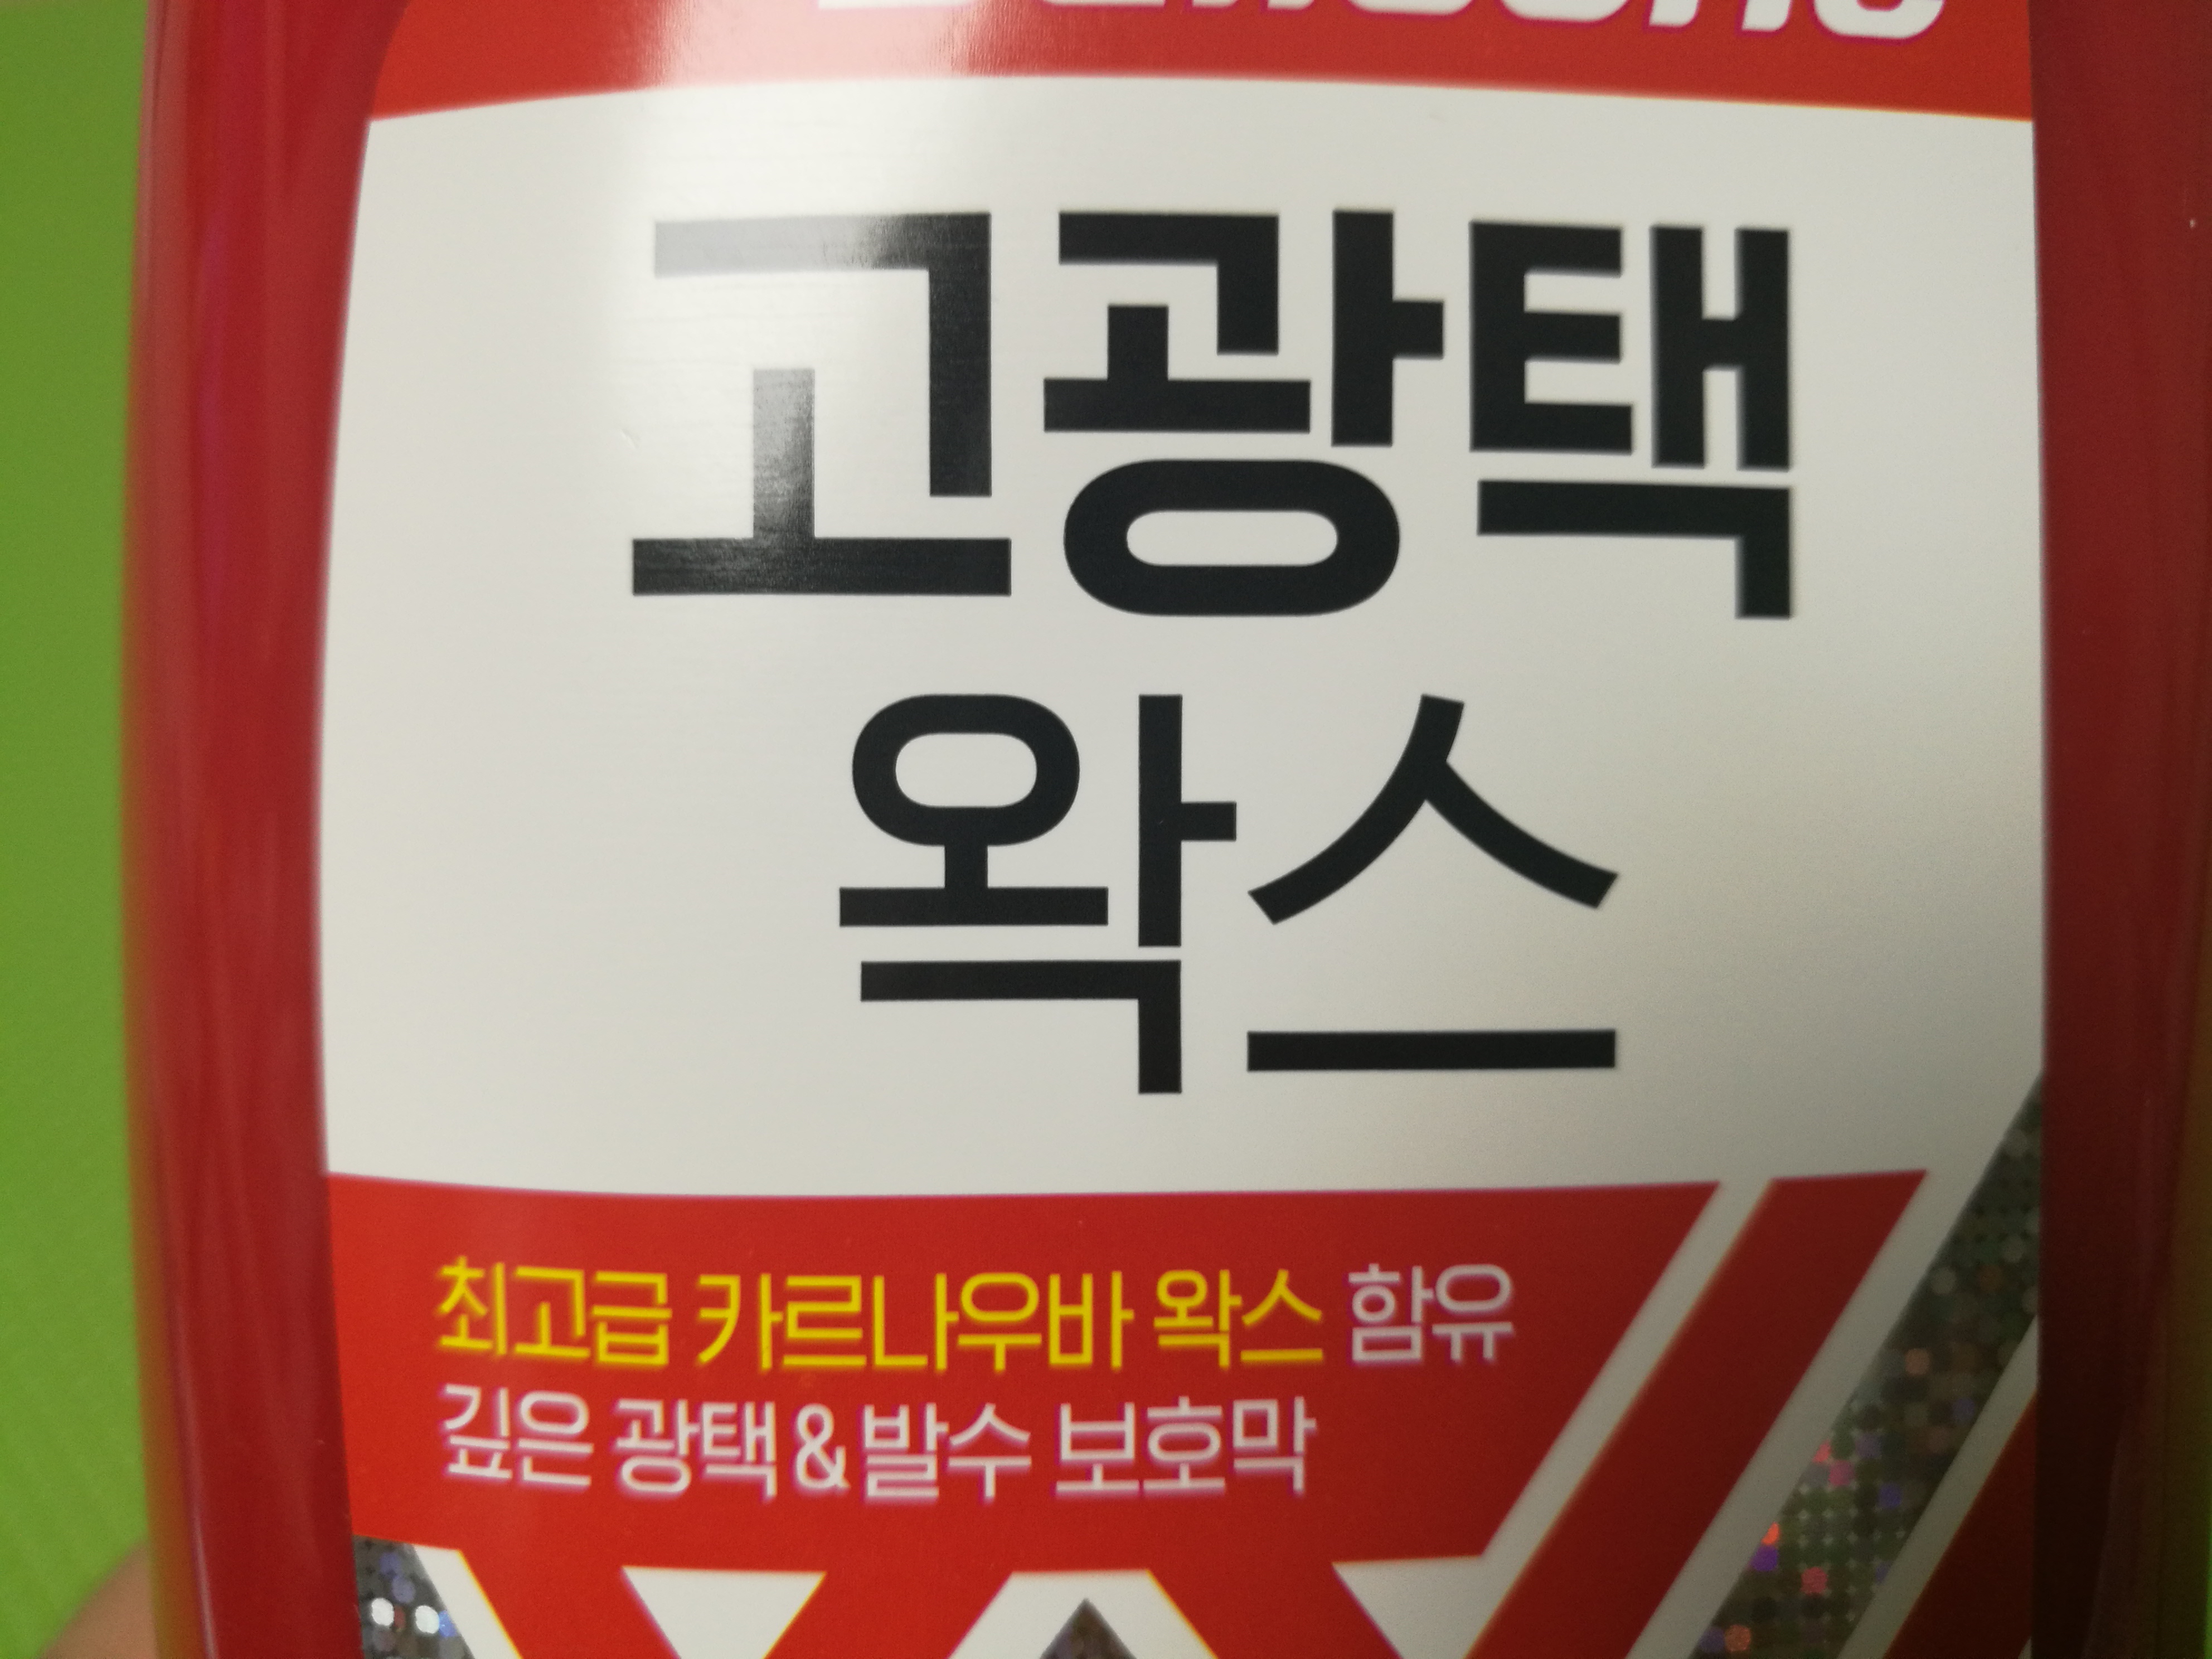 고광택
왁스
최고급 카르나우바 왁스 함유
깊은 광택&발수 보호막